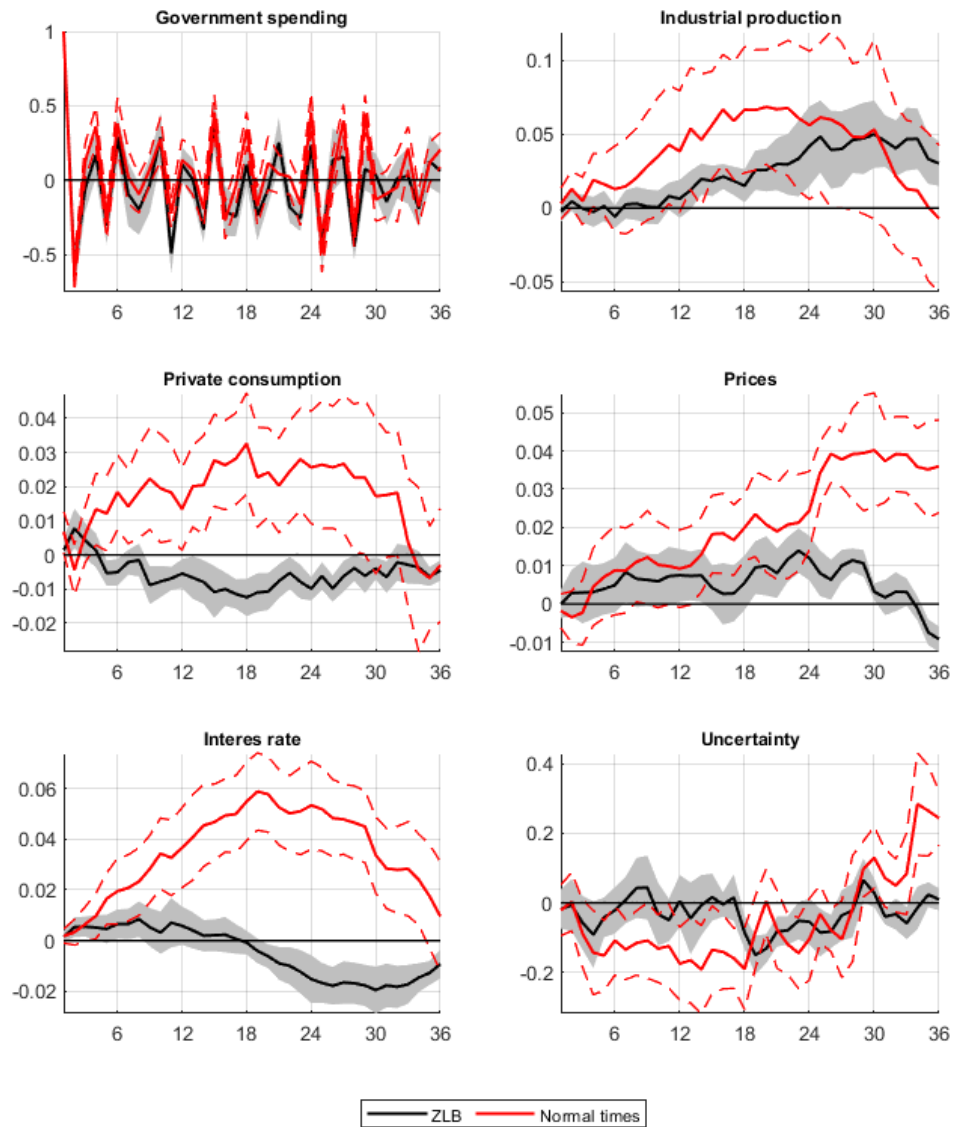 Government spending
1
0.5
0
-0.5
6 12 18 24 30 36
Industrial production
0.1
0.05
0
-0.05
6 12 18 24 30 36
Private consumption
0.04
0.03
0.02
0.01
0
-0.01
-0.02
6 12 18 24 30 36
Prices
0.05
0.04
0.03
0.02
0.01
0
-0.01
6 12 18 24 30 36
Interes rate
0.06
0.04
0.02
0
-0.02
6 12 18 24 30 36
Uncertainty
0.4
0.2
0
-0.2
6 12 18 24 30 36
ZLB Normal times